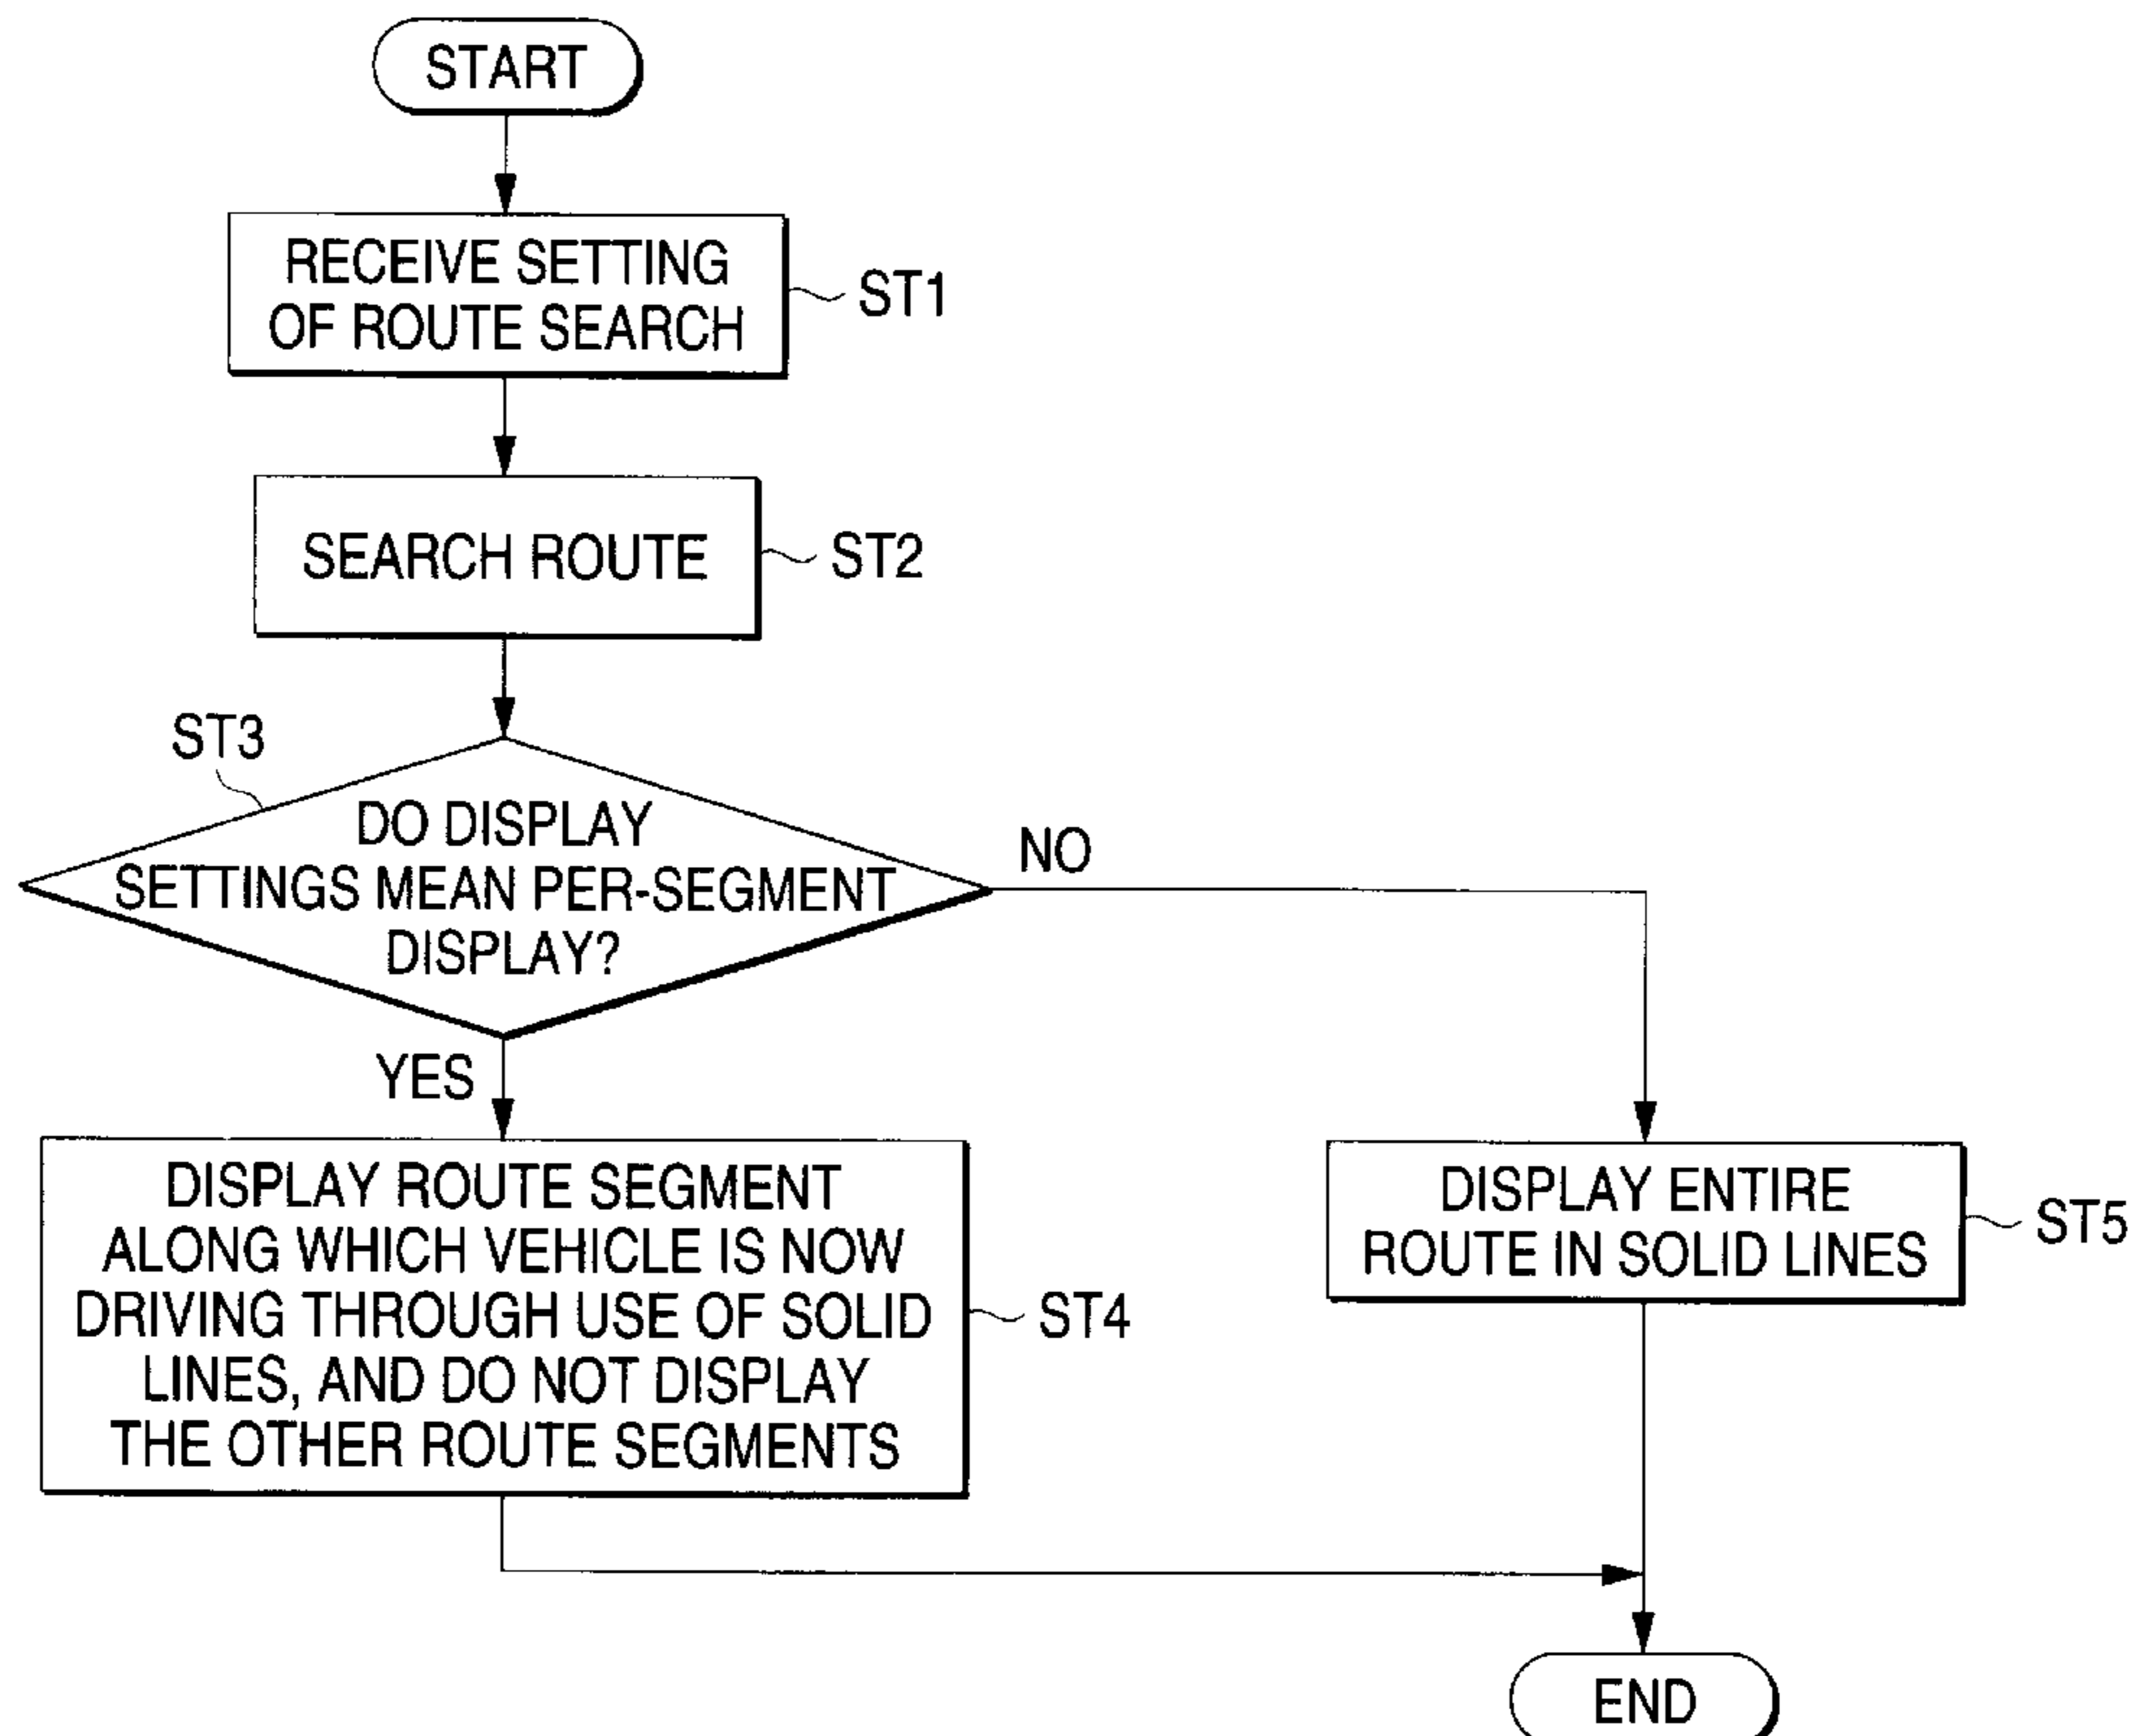 START
RECEIVE SETTING
OF ROUTE SEARCH
ST1
SEARCH ROUTE
ST2
ST3
DO DISPLAY
SETTINGS MEAN PER-SEGMENT
DISPLAY?
NO
YES
DISPLAY ROUTE SEGMENT
ALONG WHICH VEHICLE IS NOW
DRIVING THROUGH USE OF SOLID
LINES, AND DO NOT DISPLAY
THE OTHER ROUTE SEGMENTS
ST4
DISPLAY ENTIRE
ROUTE IN SOLID LINES
ST5
END